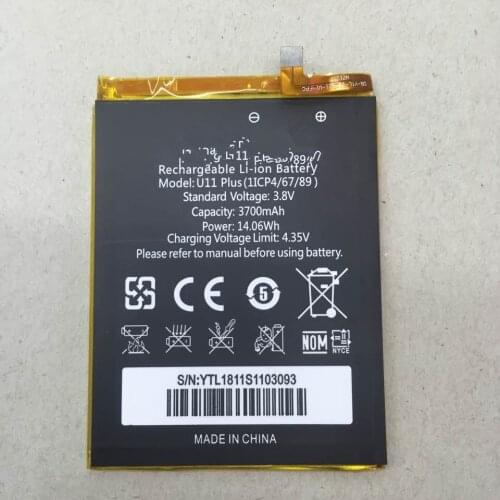 ⊖ ⊕
Rechargeable Li-ion Battery
Model: U11 Plus (1ICP4/67/89 )
Standard Voltage: 3.8V
Capacity: 3700mAh
Power: 14.06Wh
Charging Voltage Limit: 4.35V
Please refer to manual before using battery.
5
NOM NYCE
S/N:YTL1811S1103093
MADE IN CHINA